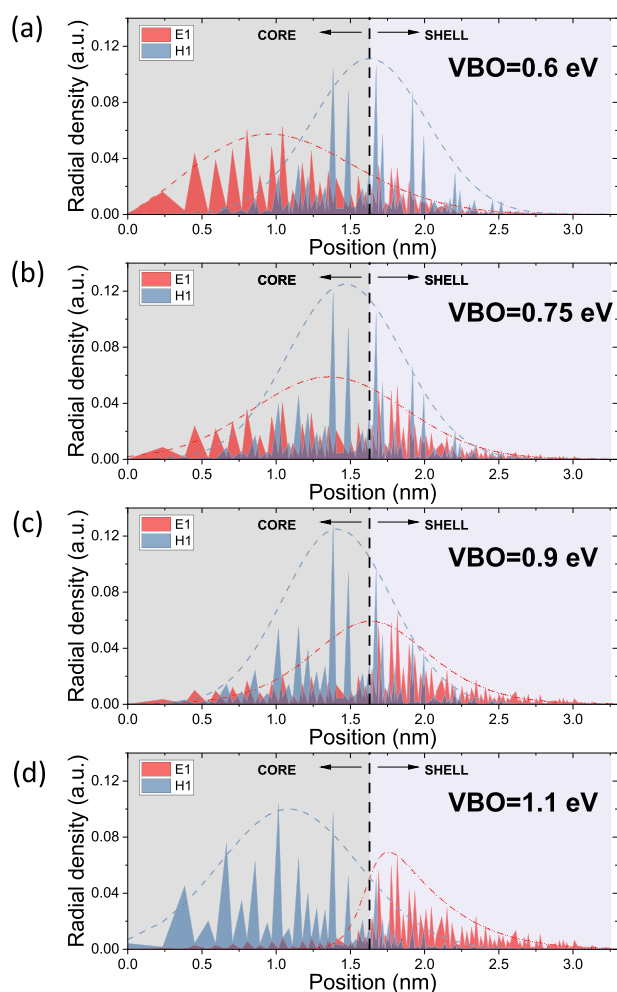 (a)
E1
H1
CORE
SHELL
VBO=0.6 eV
Radial density (a.u.)
0.12
0.08
0.04
0.00
0.0 0.5 1.0 1.5 2.0 2.5 3.0
Position (nm)
(b)
E1
H1
CORE
SHELL
VBO=0.75 eV
Radial density (a.u.)
0.12
0.08
0.04
0.00
0.0 0.5 1.0 1.5 2.0 2.5 3.0
Position (nm)
(c)
E1
H1
CORE
SHELL
VBO=0.9 eV
Radial density (a.u.)
0.12
0.08
0.04
0.00
0.0 0.5 1.0 1.5 2.0 2.5 3.0
Position (nm)
(d)
E1
H1
CORE
SHELL
VBO=1.1 eV
Radial density (a.u.)
0.12
0.08
0.04
0.00
0.0 0.5 1.0 1.5 2.0 2.5 3.0
Position (nm)